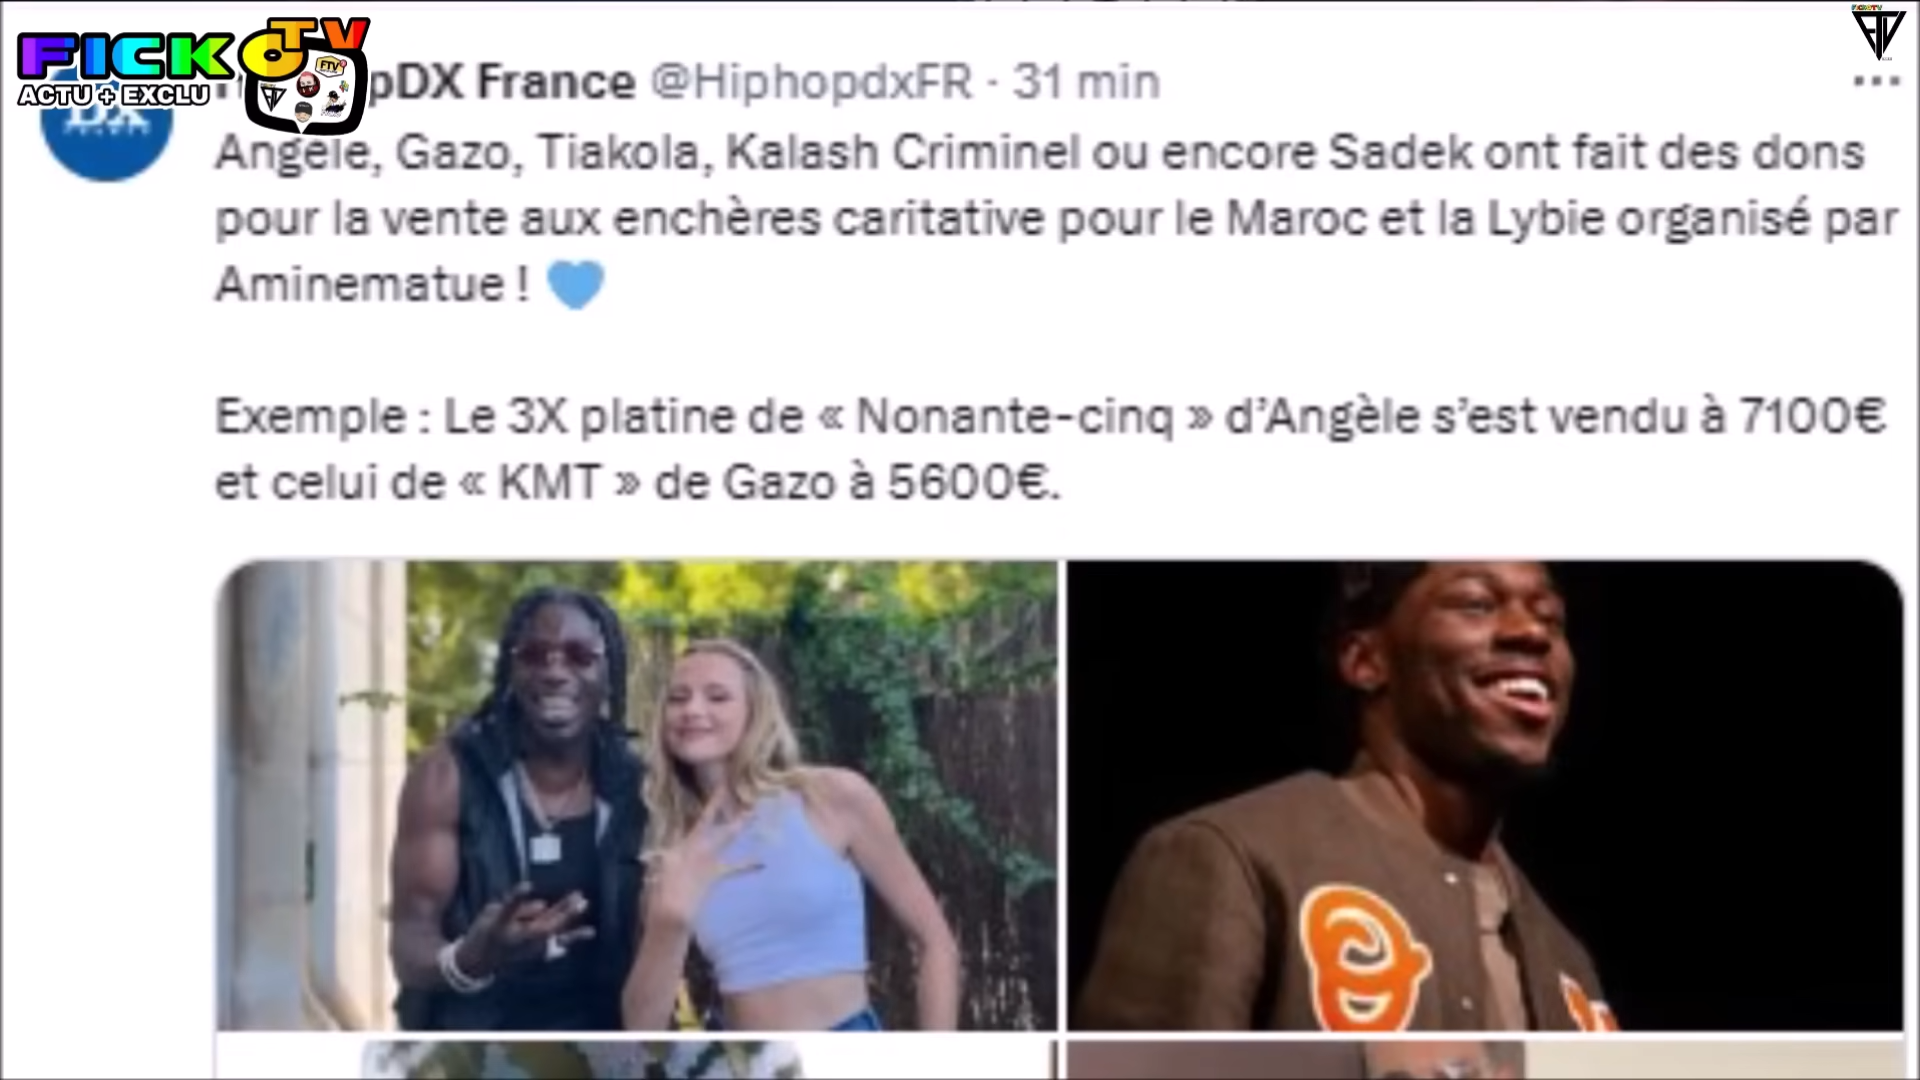 FICKO TV
ACTU + EXCLU
FTV
pDX France @HiphopdxFR · 31 min
Angèle, Gazo, Tiakola, Kalash Criminel ou encore Sadek ont fait des dons
pour la vente aux enchères caritative pour le Maroc et la Lybie organisé par
Aminematue !
Exemple : Le 3X platine de « Nonante-cinq » d’Angèle s’est vendu à 7100€
et celui de « KMT » de Gazo à 5600€.